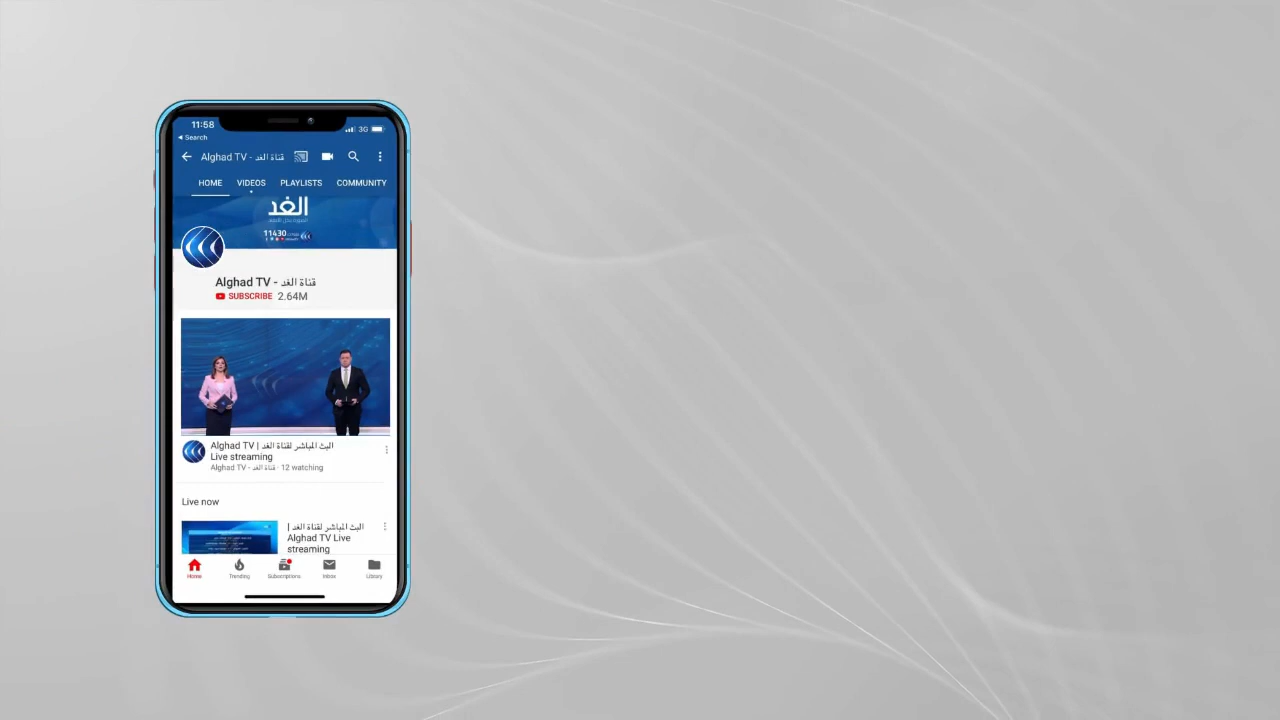 11:58
3G
Search
Alghad TV - قناة الغد
HOME VIDEOS PLAYLISTS COMMUNITY
الغد
11430
Alghad TV - قناة الغد
SUBSCRIBE 2.64M
Alghad TV | البث المباشر لقناة الغد
Live streaming
Alghad TV - قناة الغد · 12 watching
Live now
البث المباشر لقناة الغد |
Alghad TV Live
streaming
Home Trending Subscriptions Inbox Library